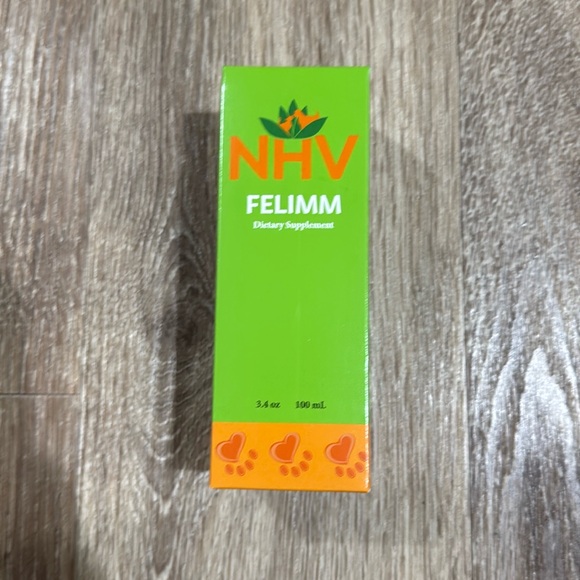 NHV
FELIMM
Dietary Supplement
3.4 oz 100 mL